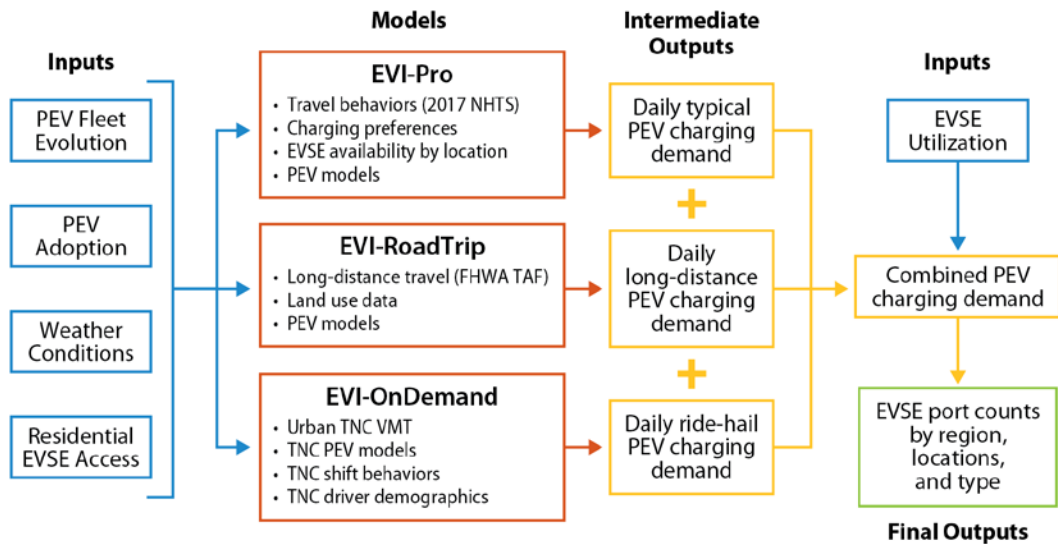 Inputs
PEV Fleet
Evolution
PEV
Adoption
Weather
Conditions
Residential
EVSE Access
Models
EVI-Pro
• Travel behaviors (2017 NHTS)
• Charging preferences
• EVSE availability by location
• PEV models
EVI-RoadTrip
• Long-distance travel (FHWA TAF)
• Land use data
• PEV models
EVI-OnDemand
• Urban TNC VMT
• TNC PEV models
• TNC shift behaviors
• TNC driver demographics
Intermediate
Outputs
Daily typical
PEV charging
demand
+
Daily
long-distance
PEV charging
demand
+
Daily ride-hail
PEV charging
demand
Inputs
EVSE
Utilization
Combined PEV
charging demand
EVSE port counts
by region,
locations,
and type
Final Outputs